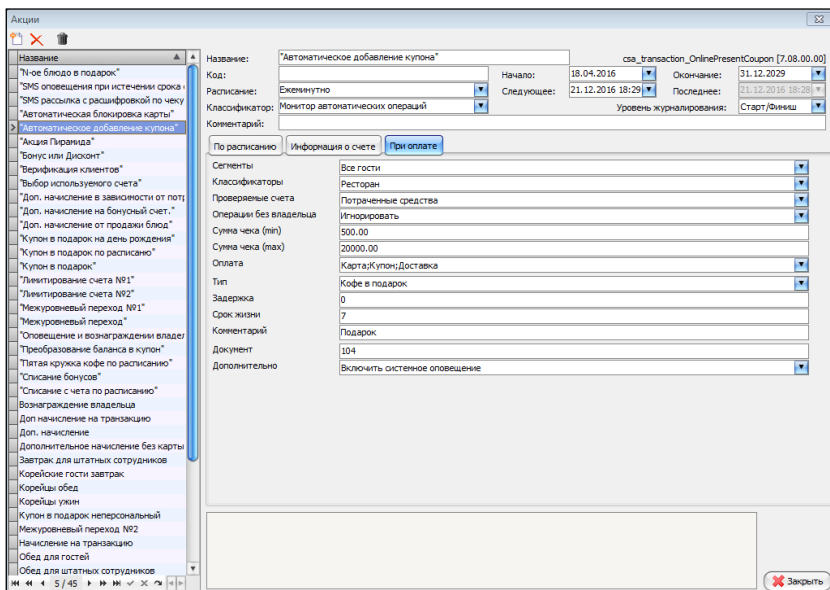 Акции
Название
"N-ое блюдо в подарок"
"SMS оповещения при истечении срока
"SMS рассылка с расшифровкой по чеку
"Автоматическая блокировка карты"
"Автоматическое добавление купона"
"Акция Пирамида"
"Бонус или Дисконт"
"Верификация клиентов"
"Выбор используемого счета"
"Доп. начисление в зависимости от потр
"Доп. начисление на бонусный счет."
"Доп. начисление от продажи блюд"
"Купон в подарок на день рождения"
"Купон в подарок по расписаню"
"Купон в подарок"
"Лимитирование счета №1"
"Лимитирование счета №2"
"Межуровневый переход №1"
"Межуровневый переход"
"Оповещение и вознаграждении владел
"Преобразование баланса в купон"
"Пятая кружка кофе по расписанию"
"Списание бонусов"
"Списание с чета по расписанию"
Вознаграждение владельца
Доп начисление на транзакцию
Доп. начисление
Дополнительное начисление без карты
Завтрак для штатных сотрудников
Корейские гости завтрак
Корейцы обед
Корейцы ужин
Купон в подарок неперсональный
Межуровневый переход №2
Начисление на транзакцию
Обед для гостей
Обед для штатных сотрудников
5 / 45
Название: "Автоматическое добавление купона" csa_transaction_OnlinePresentCoupon [7.08.00.00]
Код: Начало: 18.04.2016 Окончание: 31.12.2029
Расписание: Ежеминутно Следующее: 21.12.2016 18:29 Последнее: 21.12.2016 18:28
Классификатор: Монитор автоматических операций Уровень журналирования: Старт/Финиш
Комментарий:
По расписанию Информация о счете При оплате
Сегменты Все гости
Классификаторы Ресторан
Проверяемые счета Потраченные средства
Операции без владельца Игнорировать
Сумма чека (min) 500.00
Сумма чека (max) 20000.00
Оплата Карта;Купон;Доставка
Тип Кофе в подарок
Задержка 0
Срок жизни 7
Комментарий Подарок
Документ 104
Дополнительно Включить системное оповещение
Закрыть